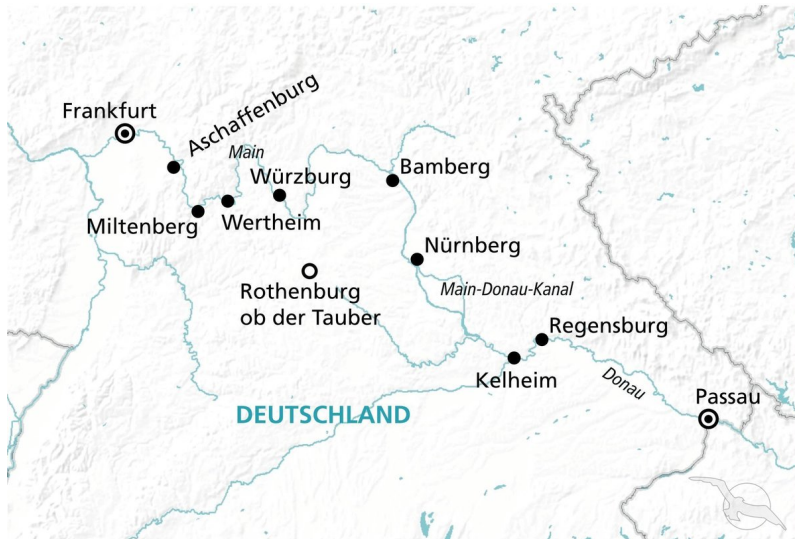 Frankfurt
Aschaffenburg
Main
Würzburg
Bamberg
Miltenberg
Wertheim
Nürnberg
Rothenburg
ob der Tauber
Main-Donau-Kanal
Regensburg
Kelheim
Donau
Passau
DEUTSCHLAND